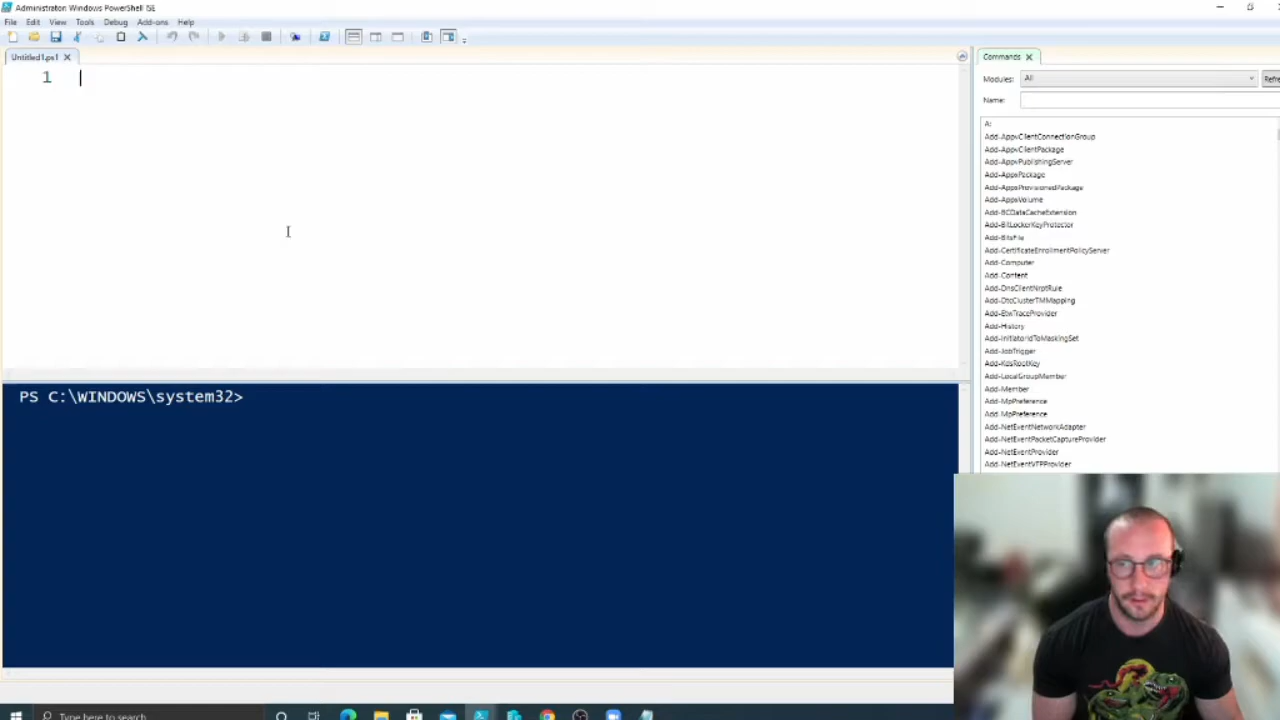 Administrator: Windows PowerShell ISE
File Edit View Tools Debug Add-ons Help
Untitled1.ps1
1
Commands
Modules: All
Refre
Name:
A:
Add-AppvClientConnectionGroup
Add-AppvClientPackage
Add-AppvPublishingServer
Add-AppxPackage
Add-AppxProvisionedPackage
Add-AppxVolume
Add-BCDataCacheExtension
Add-BitLockerKeyProtector
Add-BitsFile
Add-CertificateEnrollmentPolicyServer
Add-Computer
Add-Content
Add-DnsClientNrptRule
Add-DtcClusterTMMapping
Add-EtwTraceProvider
Add-History
Add-InitiatorIdToMaskingSet
Add-JobTrigger
Add-KdsRootKey
Add-LocalGroupMember
Add-Member
Add-MpPreference
Add-MpPreference
Add-NetEventNetworkAdapter
Add-NetEventPacketCaptureProvider
Add-NetEventProvider
Add-NetEventVFPProvider
PS C:\WINDOWS\system32>
Type here to search